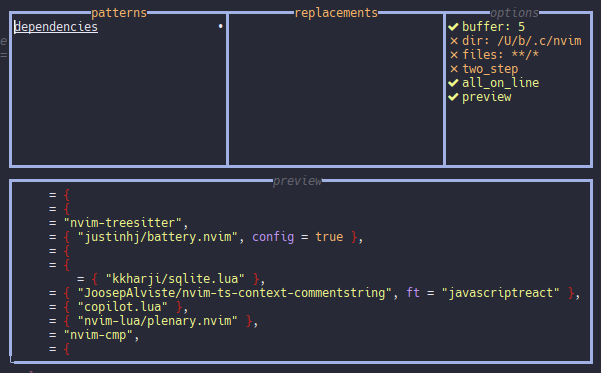 patterns
replacements
options
dependencies
buffer: 5
dir: /U/b/.c/nvim
files: **/*
two_step
all_on_line
preview
preview
= {
= {
= "nvim-treesitter",
= { "justinhj/battery.nvim", config = true },
= {
= {
= { "kkharji/sqlite.lua" },
= { "JoosepAlviste/nvim-ts-context-commentstring", ft = "javascriptreact" },
= { "copilot.lua" },
= { "nvim-lua/plenary.nvim" },
= "nvim-cmp",
= {